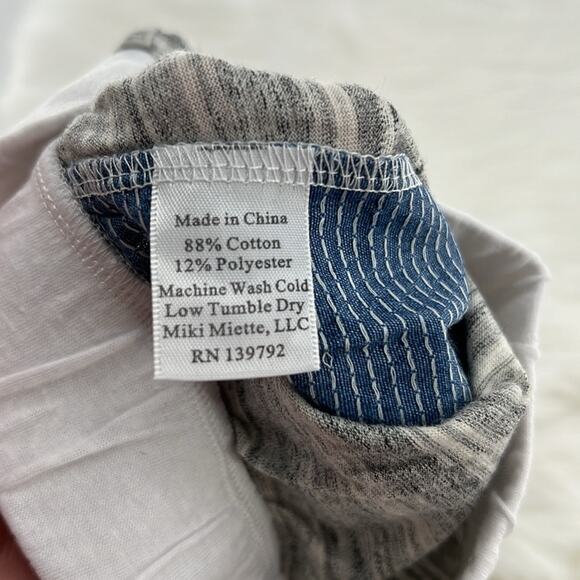 Made in China
88% Cotton
12% Polyester
Machine Wash Cold
Low Tumble Dry
Miki Miette, LLC
RN 139792